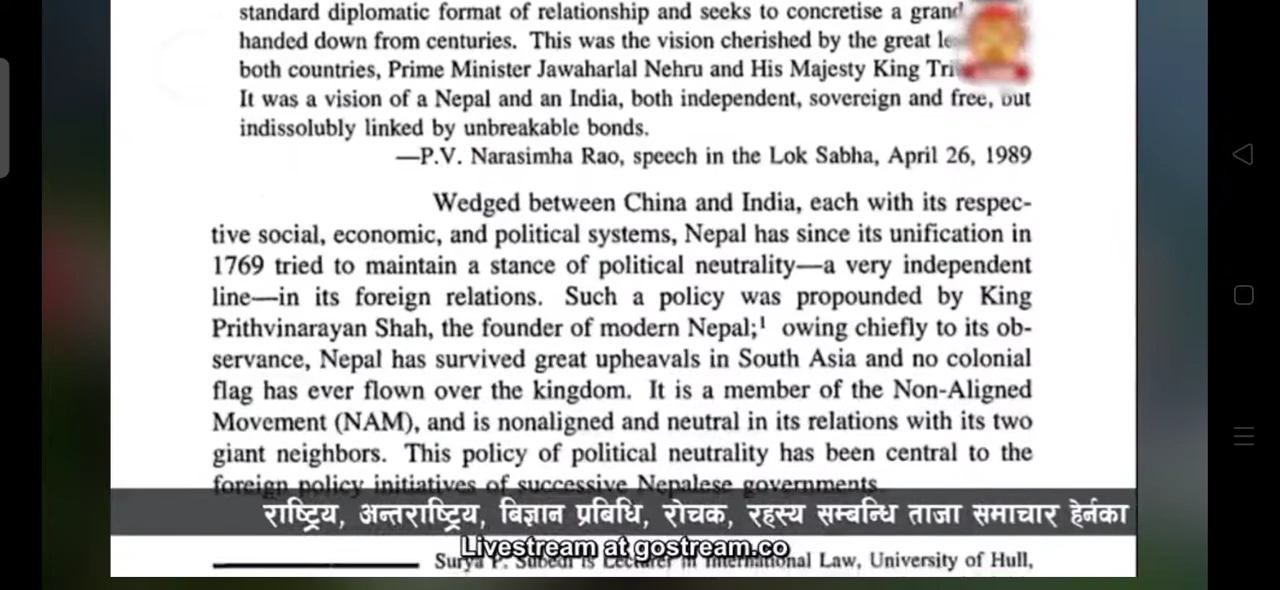 standard diplomatic format of relationship and seeks to concretise a grand
handed down from centuries. This was the vision cherished by the great
both countries, Prime Minister Jawaharlal Nehru and His Majesty King
It was a vision of a Nepal and an India, both independent, sovereign and free, but
indissolubly linked by unbreakable bonds.
—P.V. Narasimha Rao, speech in the Lok Sabha, April 26, 1989
Wedged between China and India, each with its respec-
tive social, economic, and political systems, Nepal has since its unification in
1769 tried to maintain a stance of political neutrality—a very independent
line—in its foreign relations. Such a policy was propounded by King
Prithvinarayan Shah, the founder of modern Nepal;¹ owing chiefly to its ob-
servance, Nepal has survived great upheavals in South Asia and no colonial
flag has ever flown over the kingdom. It is a member of the Non-Aligned
Movement (NAM), and is nonaligned and neutral in its relations with its two
giant neighbors. This policy of political neutrality has been central to the
foreign policy initiatives of successive Nepalese governments.
राष्ट्रिय, अन्तराष्ट्रिय, बिज्ञान प्रबिधि, रोचक, रहस्य सम्बन्धि ताजा समाचार हेर्नका
Livestream at gostream.co
Surya P. Subedi is Lecturer in International Law, University of Hull,